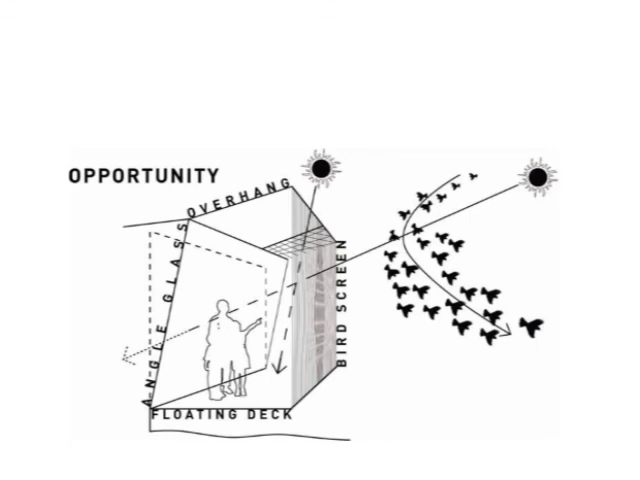 OPPORTUNITY
OVERHANG
ANGLE GLASS
BIRD SCREEN
FLOATING DECK